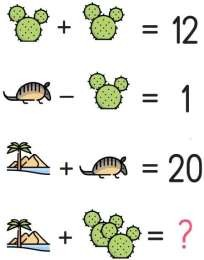 + = 12
− = 1
+ = 20
+ = ?